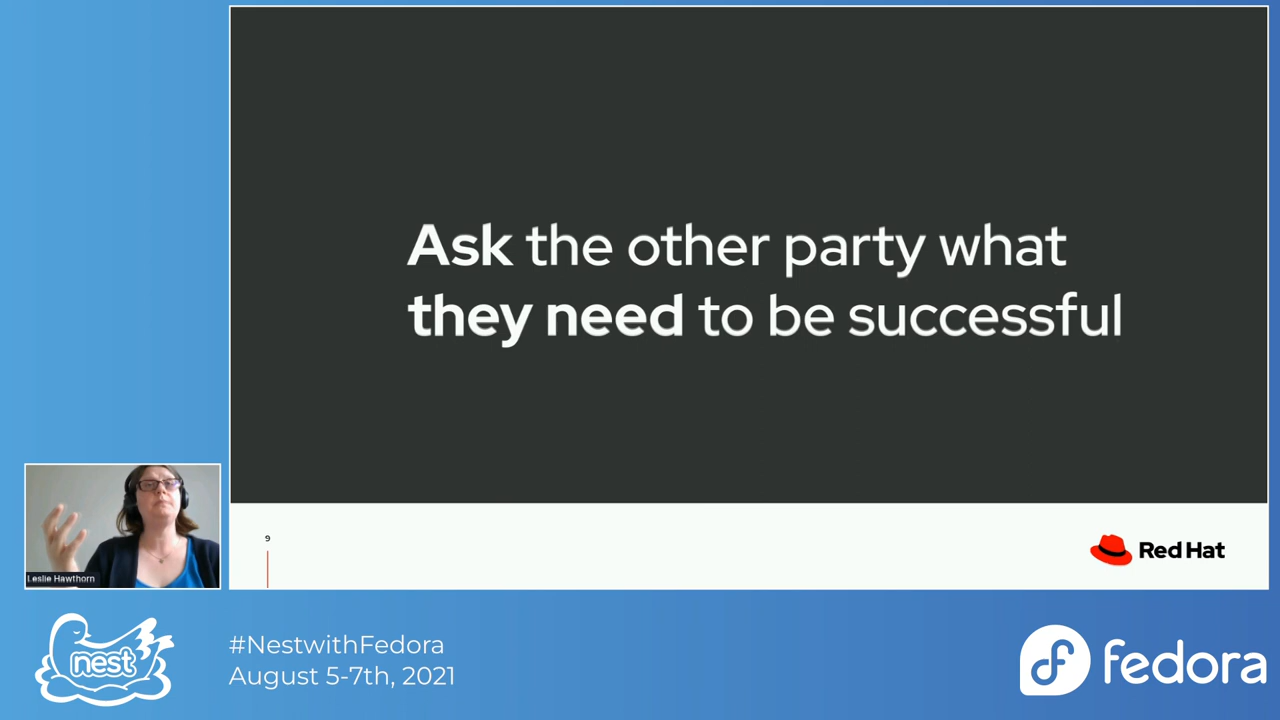 Ask the other party what
they need to be successful
9
Red Hat
Leslie Hawthorn
nest
#NestwithFedora
August 5-7th, 2021
fedora